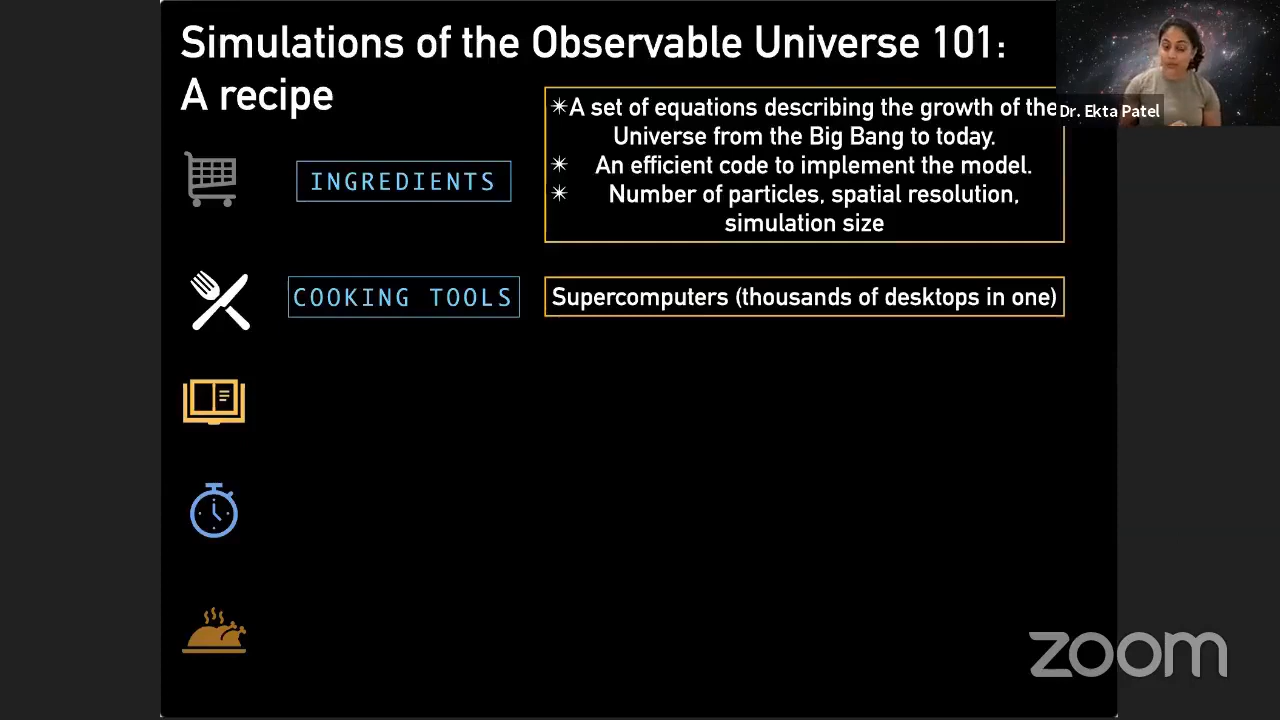 Simulations of the Observable Universe 101:
A recipe
Dr. Ekta Patel
INGREDIENTS
✴A set of equations describing the growth of the
Universe from the Big Bang to today.
✴ An efficient code to implement the model.
✴ Number of particles, spatial resolution,
simulation size
COOKING TOOLS
Supercomputers (thousands of desktops in one)
zoom